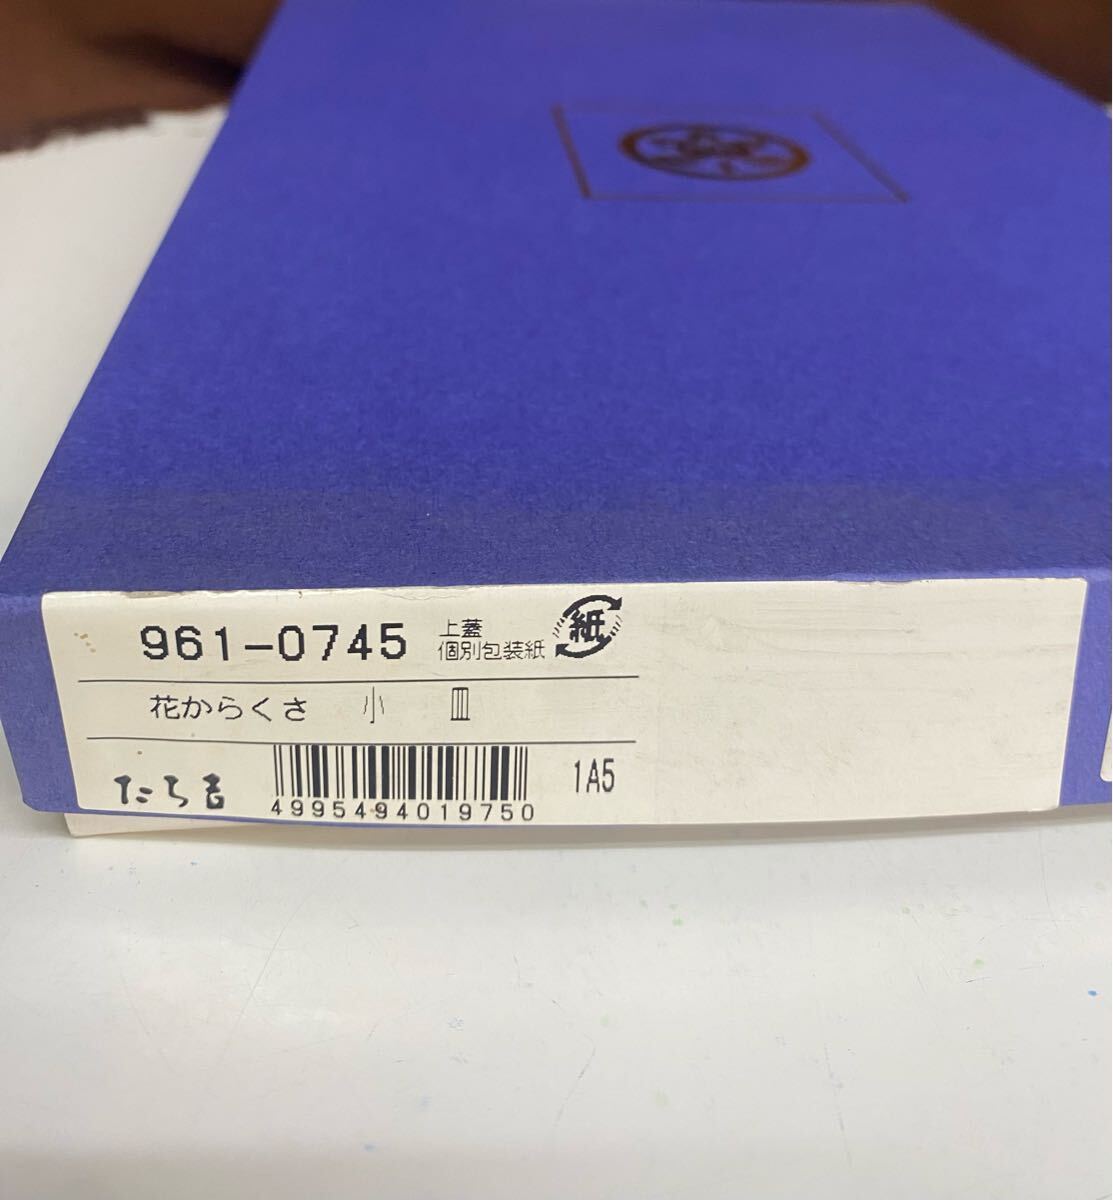 961-0745
上蓋
個別包装紙
紙
花からくさ 小 皿
たち吉
4995494019750
1A5